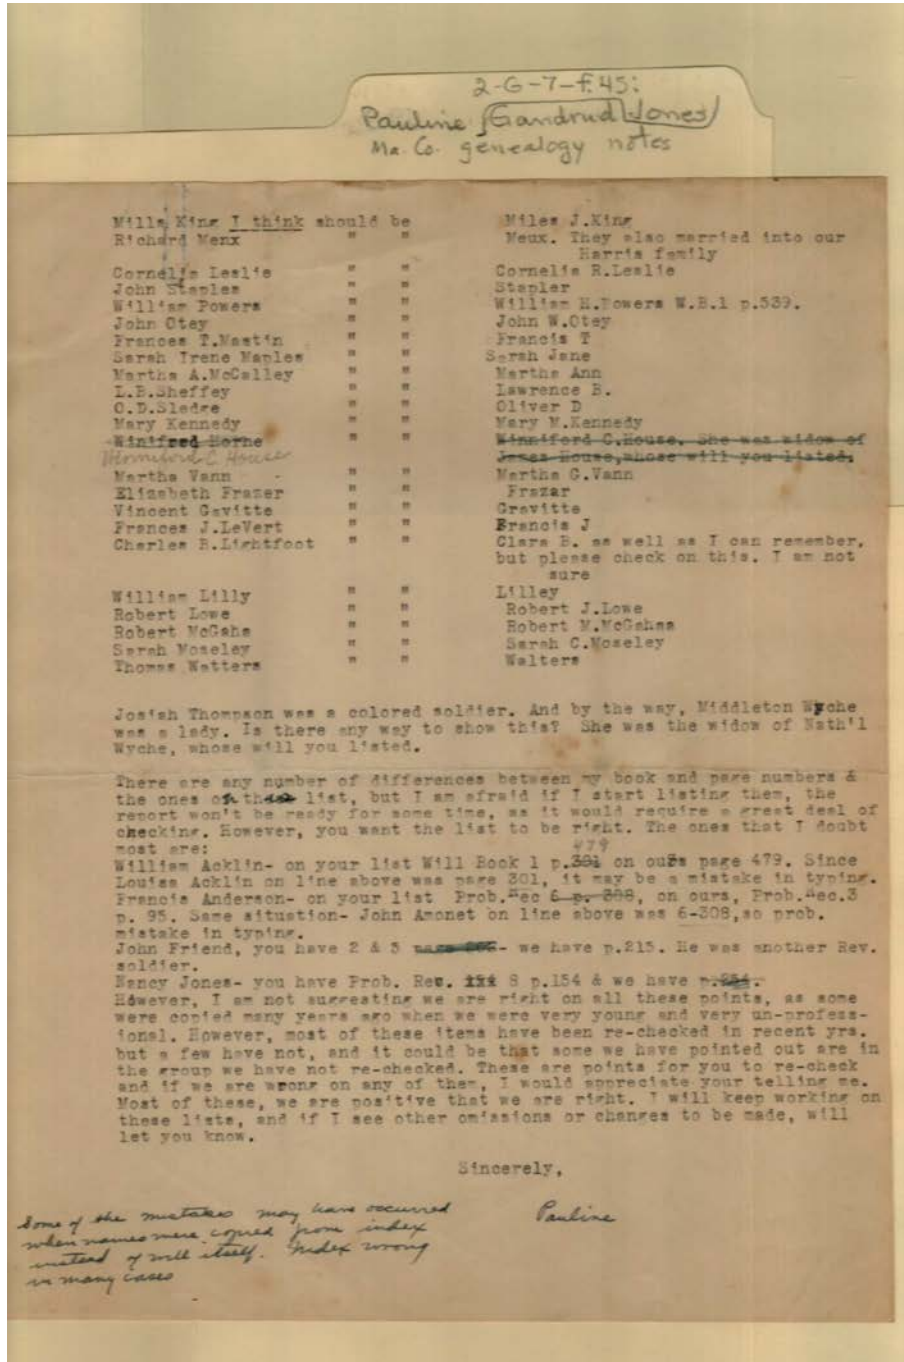 2-G-7-f.45:
Pauline Gandrud Jones
Ma. Co. genealogy notes
Mills King I think should be Miles J.King
Richard Menx " " Meux. They also married into our
Harris family
Cornelia Leslie " " Cornelia R.Leslie
John Staples " " Stapler
William Powers " " William H.Powers W.B.1 p.539.
John Otey " " John W.Otey
Frances T.Mastin " " Francis T
Sarah Irene Maples " " Sarah Jane
Martha A.McCalley " " Martha Ann
L.B.Sheffey " " Lawrence B.
O.D.Sledge " " Oliver D
Mary Kennedy " " Mary M.Kennedy
Winifred Horne " " Winniford C.House. She was widow of
Winniford C House James House,whose will you listed.
Martha Vann " " Martha G.Vann
Elizabeth Frazer " " Frazar
Vincent Gavitte " " Gravitte
Frances J.LeVert " " Francis J
Charles B.Lightfoot " " Clara B. as well as I can remember,
but please check on this. I am not
sure
William Lilly " " Lilley
Robert Lowe " " Robert J.Lowe
Robert McGaha " " Robert M.McGahaa
Sarah Moseley " " Sarah C.Moseley
Thomas Watters " " Walters
Josiah Thompson was a colored soldier. And by the way, Middleton Wyche
was a lady. Is there any way to show this? She was the widow of Nath'l
Wyche, whose will you listed.
There are any number of differences between my book and page numbers &
the ones on list, but I am afraid if I start listing them, the
report won't be ready for some time, as it would require a great deal of
checking. However, you want the list to be right. The ones that I doubt
most are: 479
William Acklin- on your list Will Book 1 p.301 on ours page 479. Since
Louisa Acklin on line above was page 301, it may be a mistake in typing.
Francis Anderson- on your list Prob.Rec 6 p. 308, on ours, Prob.Rec.3
p. 95. Same situation- John Amonet on line above was 6-308,so prob.
mistake in typing.
John Friend, you have 2 & 3 - we have p.215. He was another Rev.
soldier.
Nancy Jones- you have Prob. Rec. 8 p.154 & we have p.254.
However, I am not suggesting we are right on all these points, as some
were copied many years ago when we were very young and very un-profess-
ional. However, most of these items have been re-checked in recent yrs.
but a few have not, and it could be that some we have pointed out are in
the group we have not re-checked. These are points for you to re-check
and if we are wrong on any of them, I would appreciate your telling me.
Most of these, we are positive that we are right. I will keep working on
these lists, and if I see other omissions or changes to be made, will
let you know.
Sincerely,
Pauline
Some of the mistakes may have occurred
when names were copied from index
instead of will itself. Index wrong
in many cases